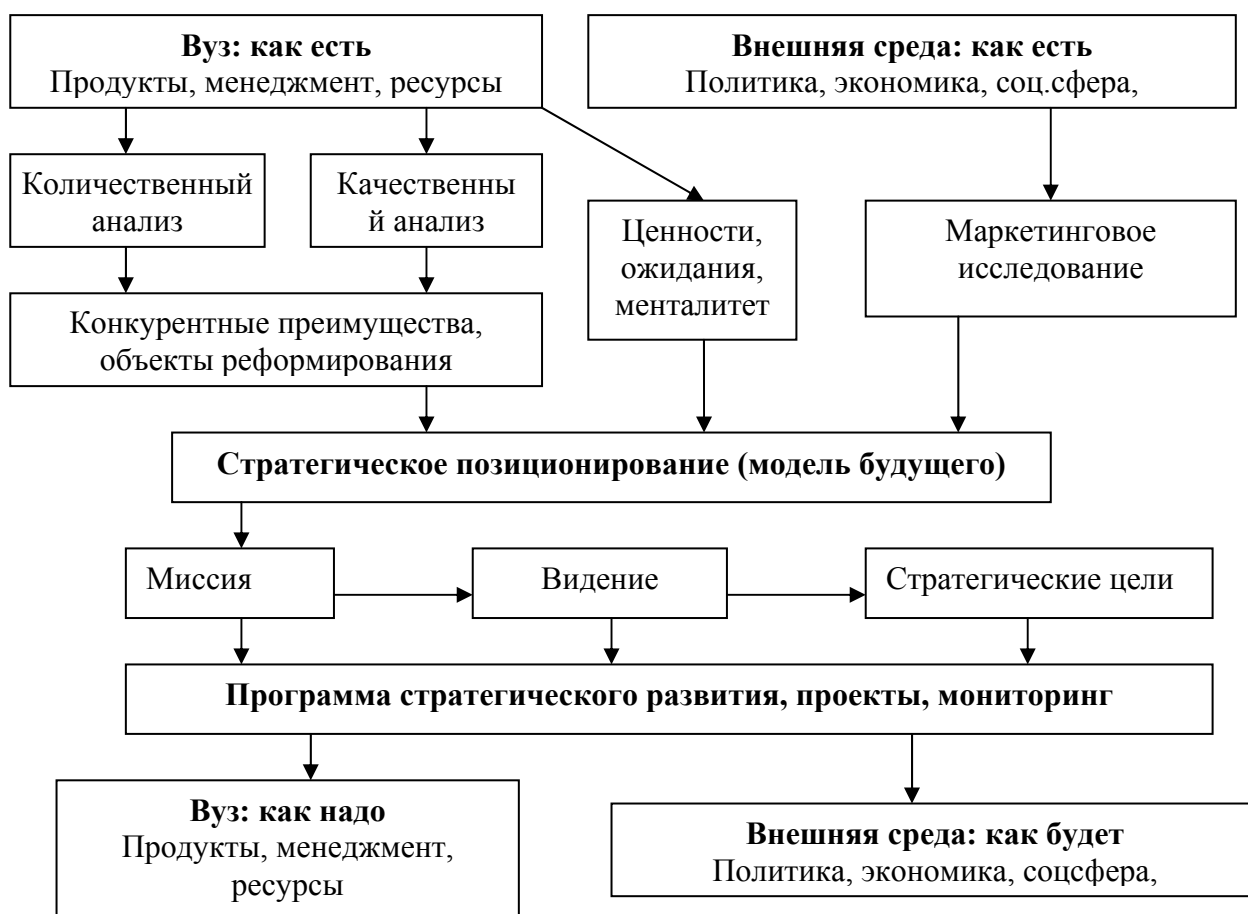 Вуз: как есть
Продукты, менеджмент, ресурсы
Внешняя среда: как есть
Политика, экономика, соц.сфера,
Количественный
анализ
Качественны
й анализ
Ценности,
ожидания,
менталитет
Маркетинговое
исследование
Конкурентные преимущества,
объекты реформирования
Стратегическое позиционирование (модель будущего)
Миссия
Видение
Стратегические цели
Программа стратегического развития, проекты, мониторинг
Вуз: как надо
Продукты, менеджмент,
ресурсы
Внешняя среда: как будет
Политика, экономика, соцсфера,